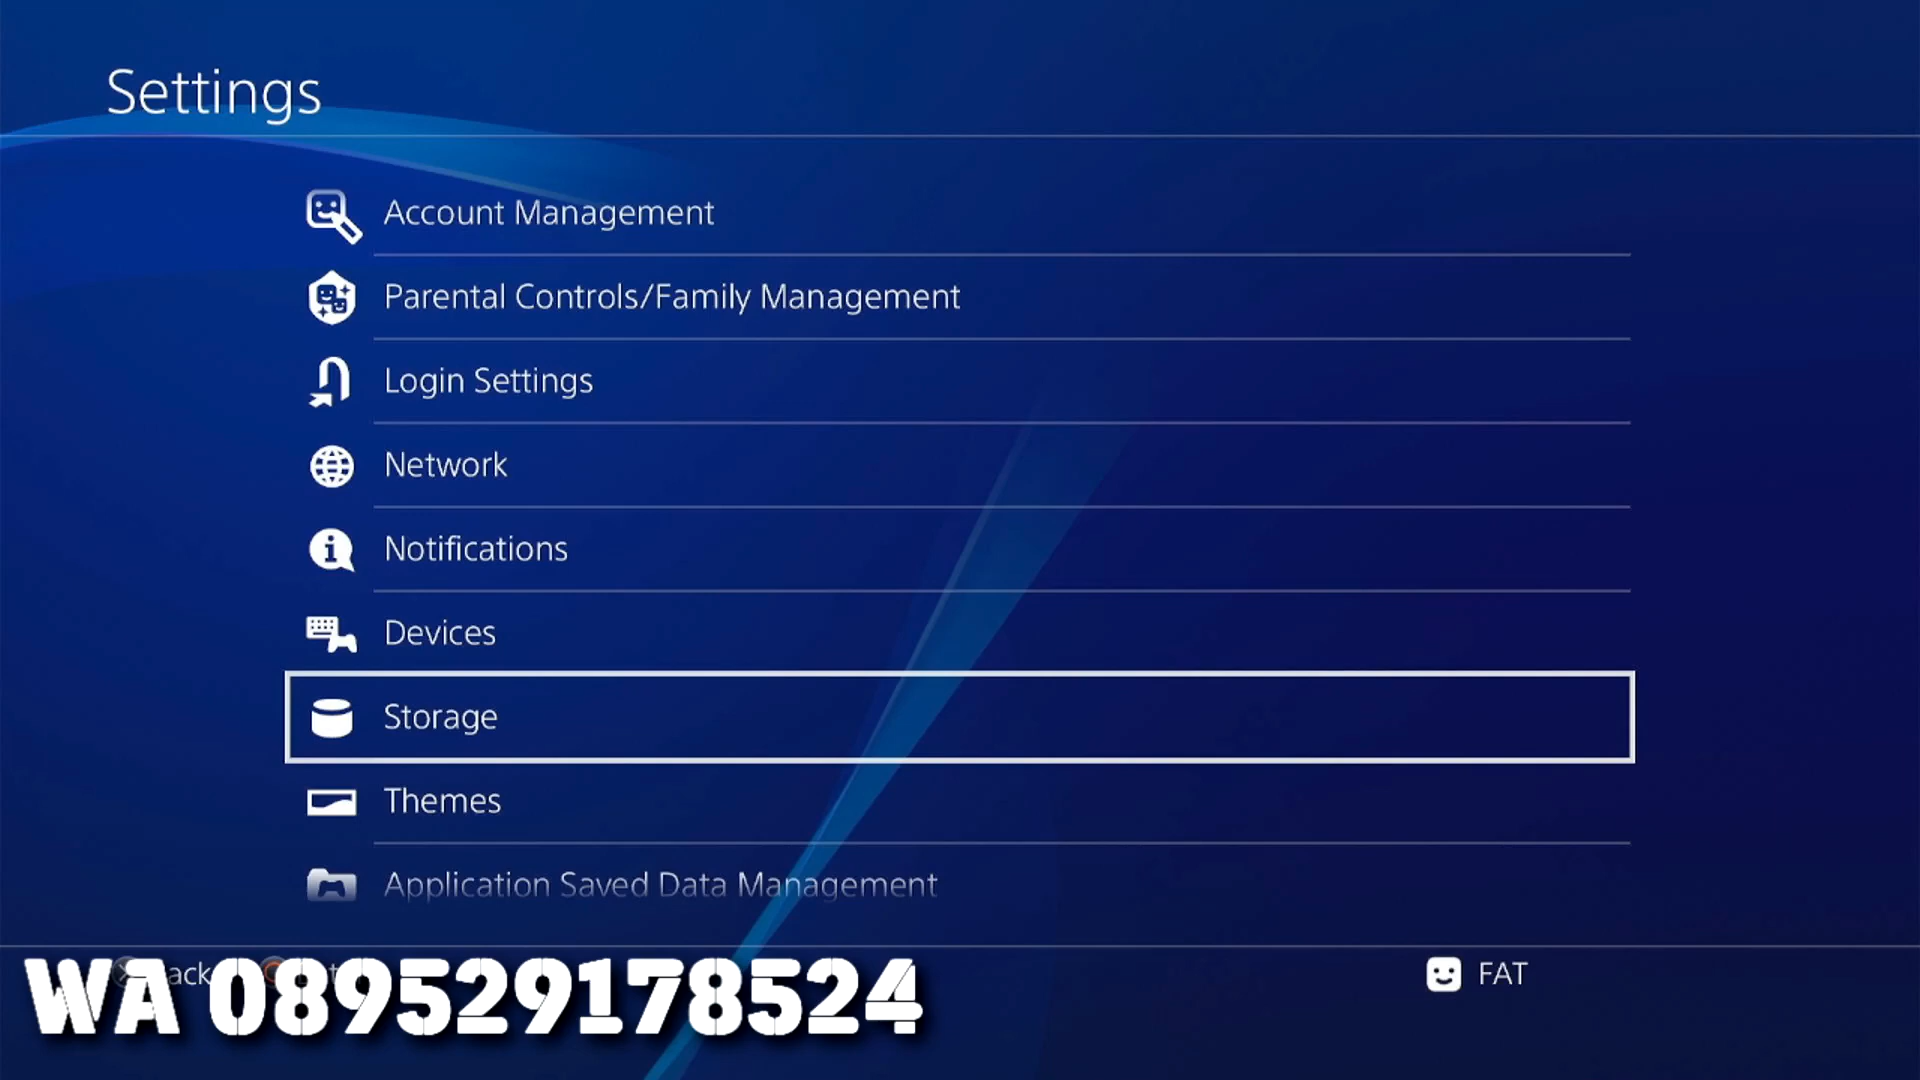 Settings
Account Management
Parental Controls/Family Management
Login Settings
Network
Notifications
Devices
Storage
Themes
Application Saved Data Management
WA 089529178524
FAT